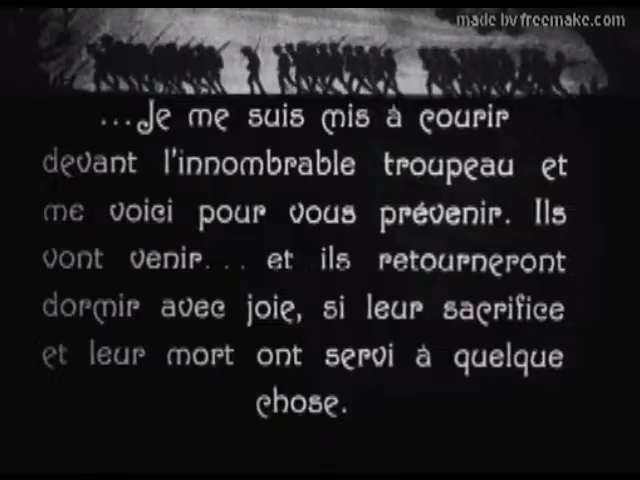 made by freemake.com
...Je me suis mis à courir
devant l'innombrable troupeau et
me voici pour vous prévenir. Ils
vont venir... et ils retourneront
dormir avec joie, si leur sacrifice
et leur mort ont servi à quelque
chose.